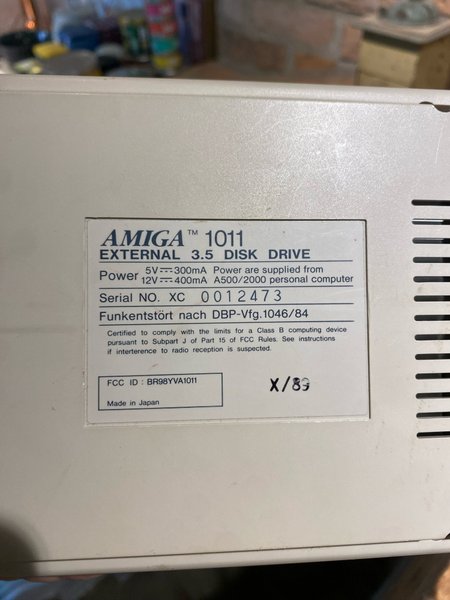 AMIGA™ 1011
EXTERNAL 3.5 DISK DRIVE
Power 5V⎓300mA Power are supplied from
12V⎓400mA A500/2000 personal computer
Serial NO. XC 0012473
Funkentstört nach DBP-Vfg.1046/84
Certified to comply with the limits for a Class B computing device
pursuant to Subpart J of Part 15 of FCC Rules. See instructions
if interference to radio reception is suspected.
FCC ID : BR98YVA1011
Made in Japan
X/89